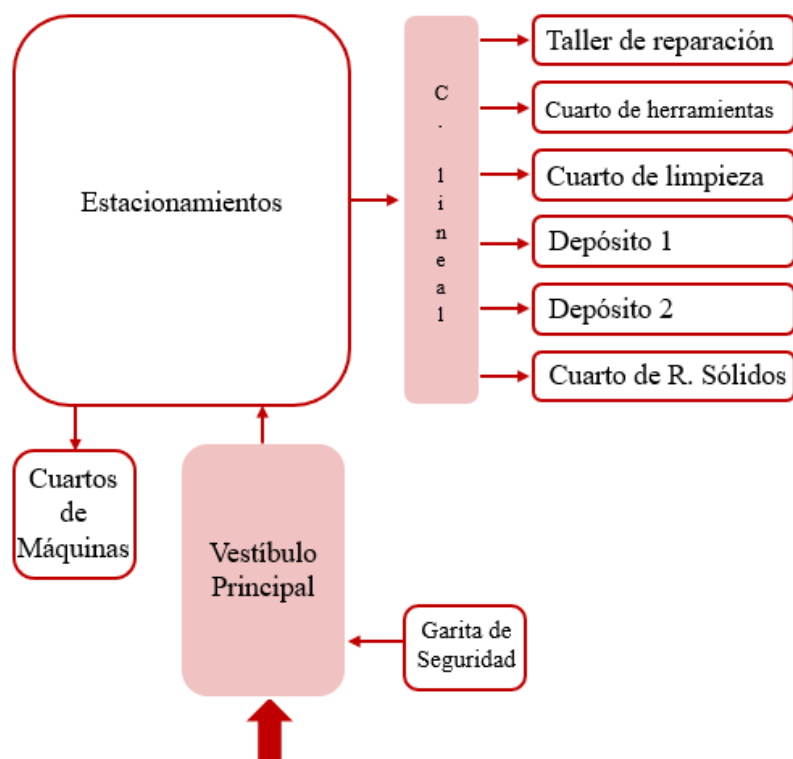 Estacionamientos
C. lineal
Taller de reparación
Cuarto de herramientas
Cuarto de limpieza
Depósito 1
Depósito 2
Cuarto de R. Sólidos
Cuartos
de
Máquinas
Vestíbulo
Principal
Garita de
Seguridad